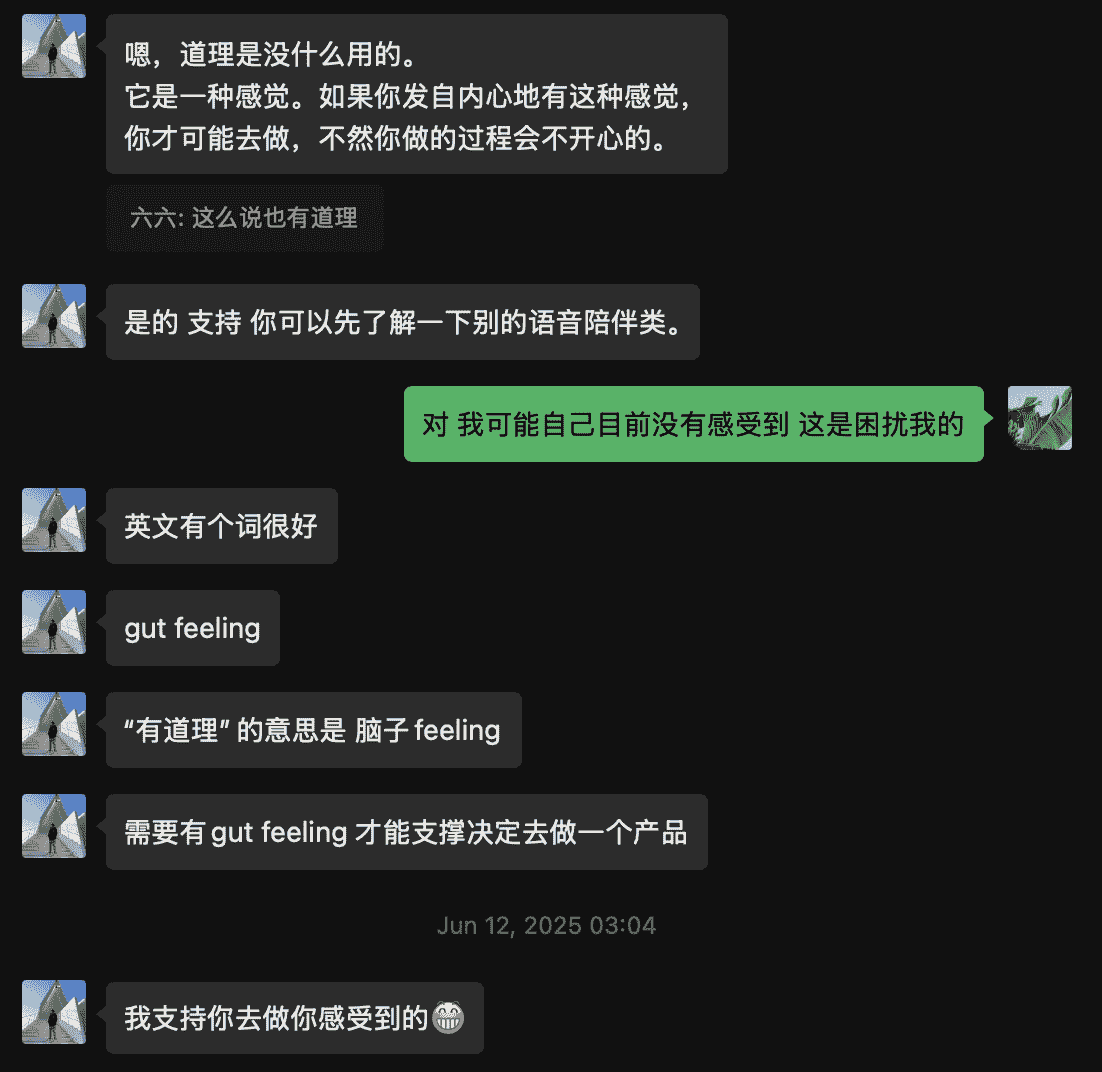 嗯，道理是没什么用的。
它是一种感觉。如果你发自内心地有这种感觉，
你才可能去做，不然你做的过程会不开心的。
六六: 这么说也有道理
是的 支持 你可以先了解一下别的语音陪伴类。
对 我可能自己目前没有感受到 这是困扰我的
英文有个词很好
gut feeling
“有道理” 的意思是 脑子 feeling
需要有 gut feeling 才能支撑决定去做一个产品
Jun 12, 2025 03:04
我支持你去做你感受到的😁